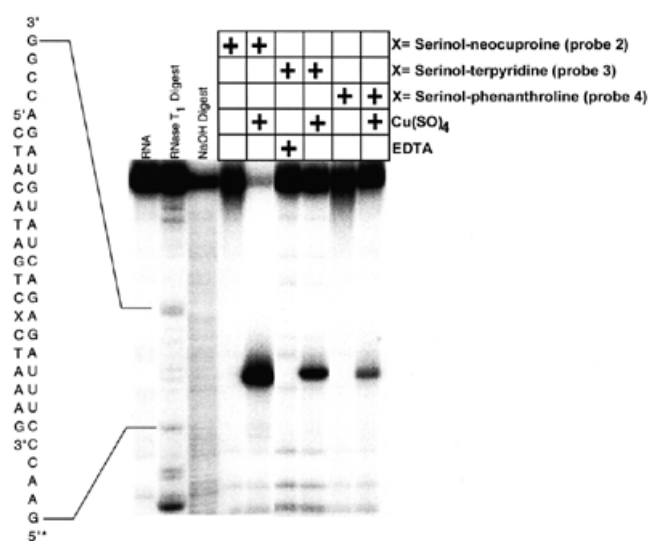 3'
G
G
C
C
5'A
C G
T A
A U
C G
A U
T A
A U
G C
T A
C G
X A
C G
T A
A U
A U
A U
G C
3'C
C
A
A
G
5'*
RNA
RNase T1 Digest
NaOH Digest
+ + X= Serinol-neocuproine (probe 2)
+ + X= Serinol-terpyridine (probe 3)
+ + X= Serinol-phenanthroline (probe 4)
+ + + Cu(SO)4
+ EDTA